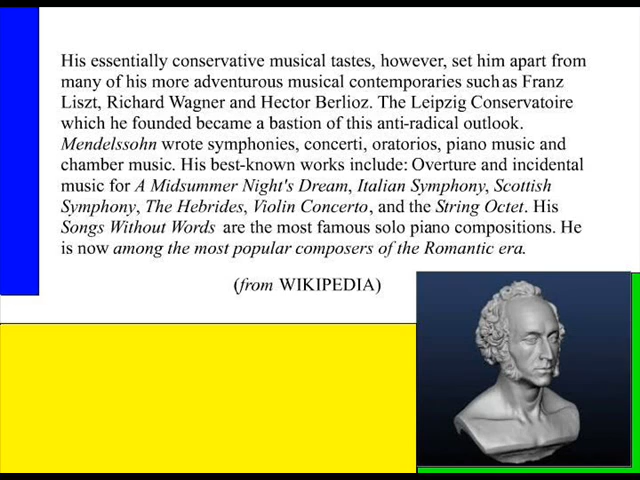 His essentially conservative musical tastes, however, set him apart from
many of his more adventurous musical contemporaries such as Franz
Liszt, Richard Wagner and Hector Berlioz. The Leipzig Conservatoire
which he founded became a bastion of this anti-radical outlook.
Mendelssohn wrote symphonies, concerti, oratorios, piano music and
chamber music. His best-known works include: Overture and incidental
music for A Midsummer Night's Dream, Italian Symphony, Scottish
Symphony, The Hebrides, Violin Concerto, and the String Octet. His
Songs Without Words are the most famous solo piano compositions. He
is now among the most popular composers of the Romantic era.
(from WIKIPEDIA)